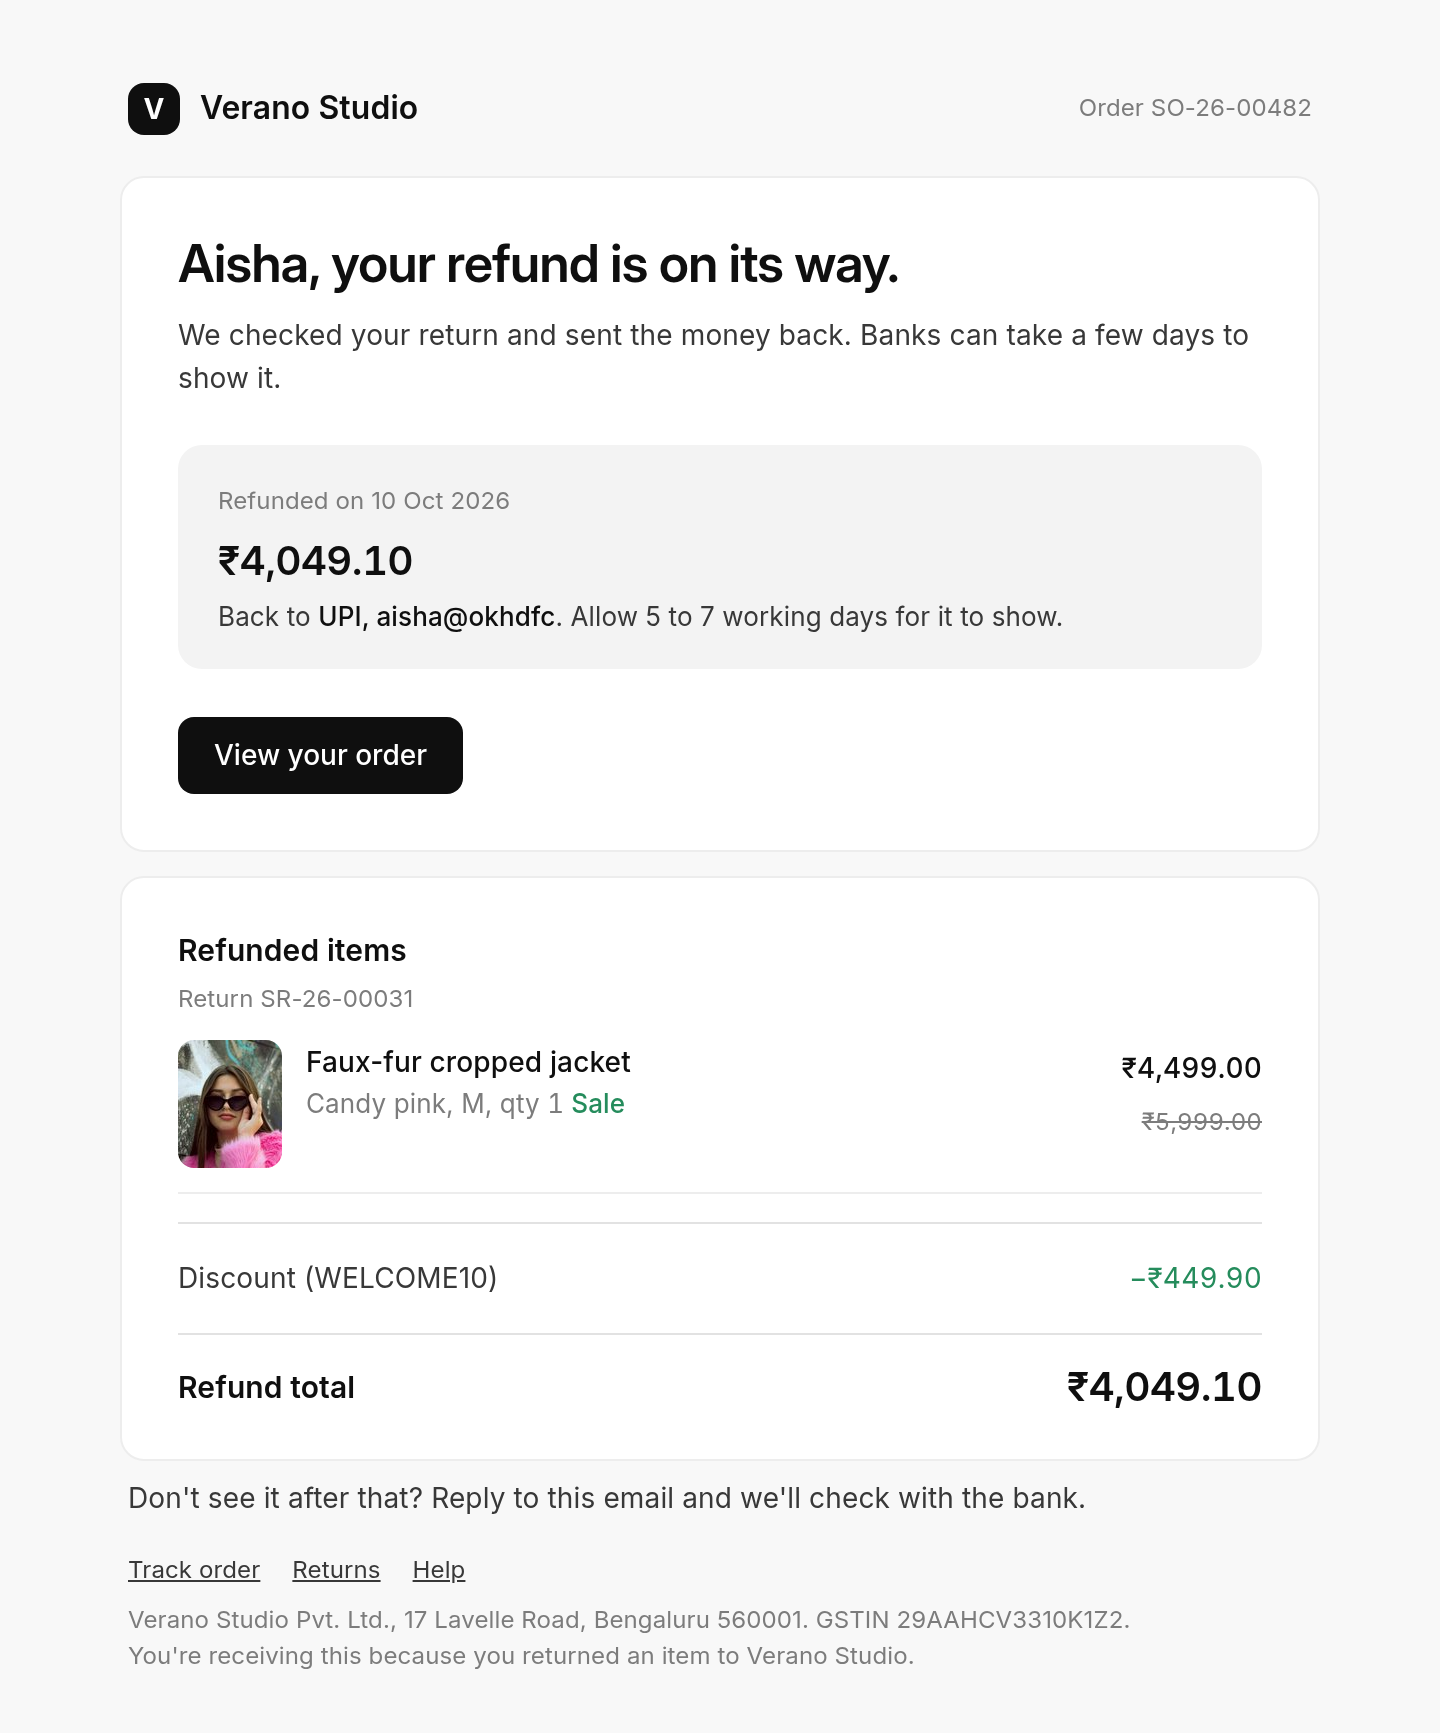 V Verano Studio
Order SO-26-00482
Aisha, your refund is on its way.
We checked your return and sent the money back. Banks can take a few days to
show it.
Refunded on 10 Oct 2026
₹4,049.10
Back to UPI, aisha@okhdfc. Allow 5 to 7 working days for it to show.
View your order
Refunded items
Return SR-26-00031
Faux-fur cropped jacket
₹4,499.00
Candy pink, M, qty 1 Sale
₹5,999.00
Discount (WELCOME10)
−₹449.90
Refund total
₹4,049.10
Don't see it after that? Reply to this email and we'll check with the bank.
Track order Returns Help
Verano Studio Pvt. Ltd., 17 Lavelle Road, Bengaluru 560001. GSTIN 29AAHCV3310K1Z2.
You're receiving this because you returned an item to Verano Studio.